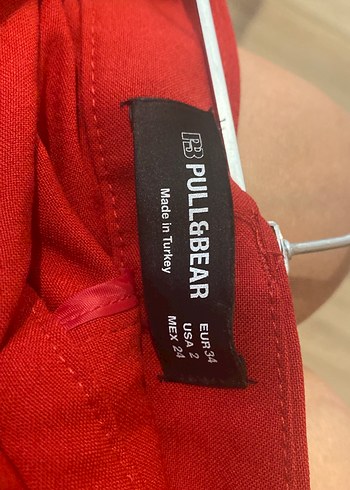 PB PULL&BEAR
Made in Turkey
EUR 34
USA 2
MEX 24